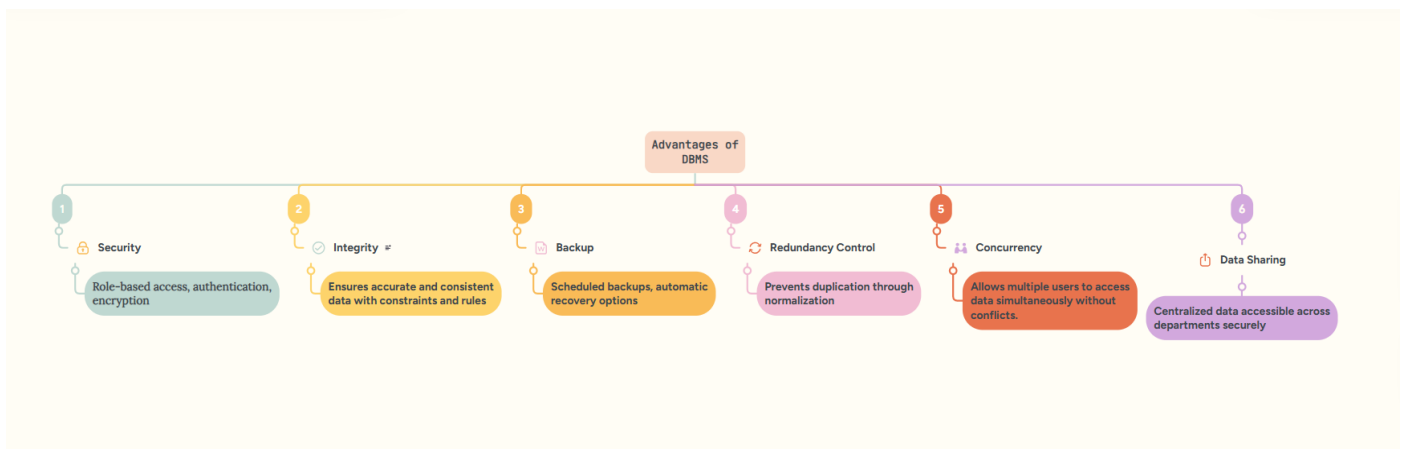 Advantages of
DBMS
1
2
3
4
5
6
Security
Integrity
Backup
Redundancy Control
Concurrency
Data Sharing
Role-based access, authentication,
encryption
Ensures accurate and consistent
data with constraints and rules
Scheduled backups, automatic
recovery options
Prevents duplication through
normalization
Allows multiple users to access
data simultaneously without
conflicts.
Centralized data accessible across
departments securely